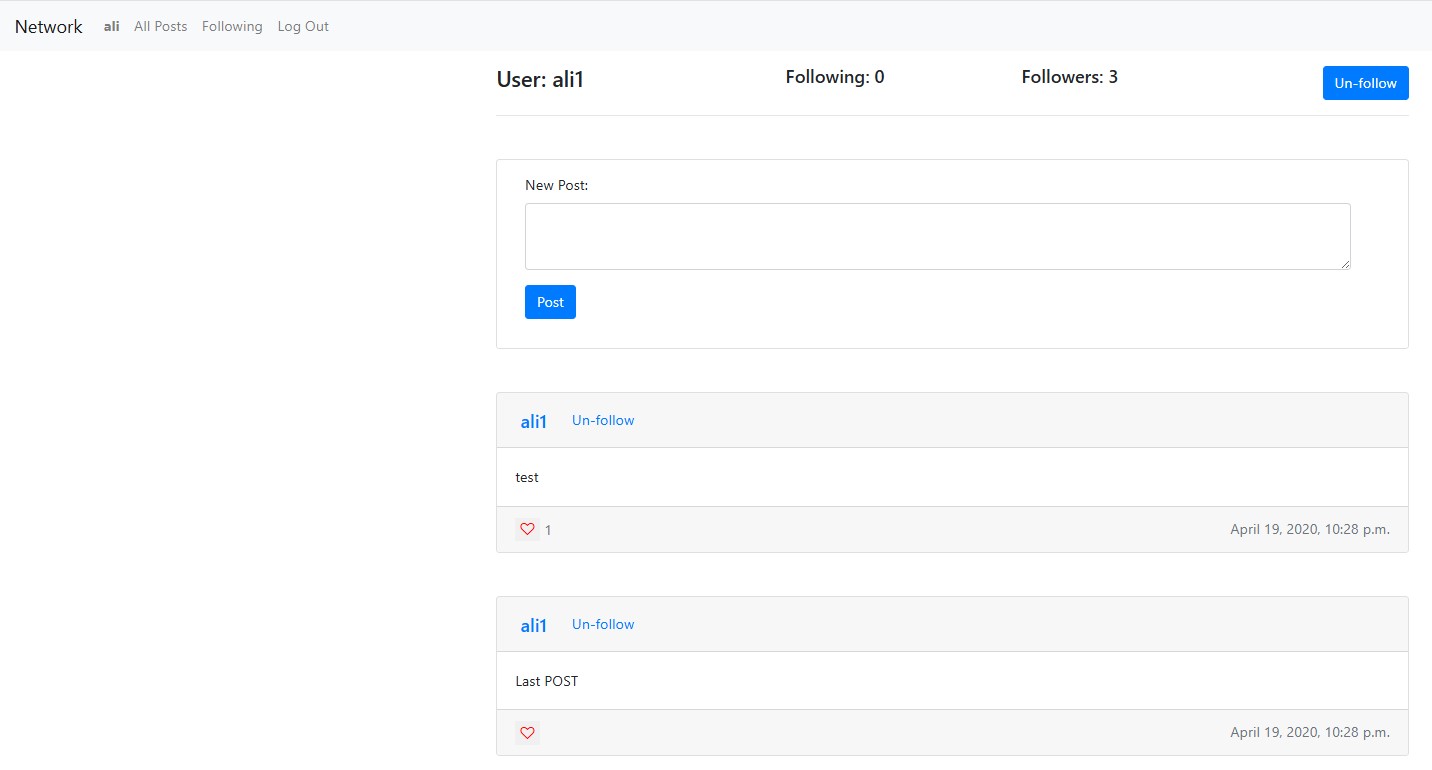 Network ali All Posts Following Log Out
User: ali1 Following: 0 Followers: 3 Un-follow
New Post:
Post
ali1 Un-follow
test
1 April 19, 2020, 10:28 p.m.
ali1 Un-follow
Last POST
April 19, 2020, 10:28 p.m.